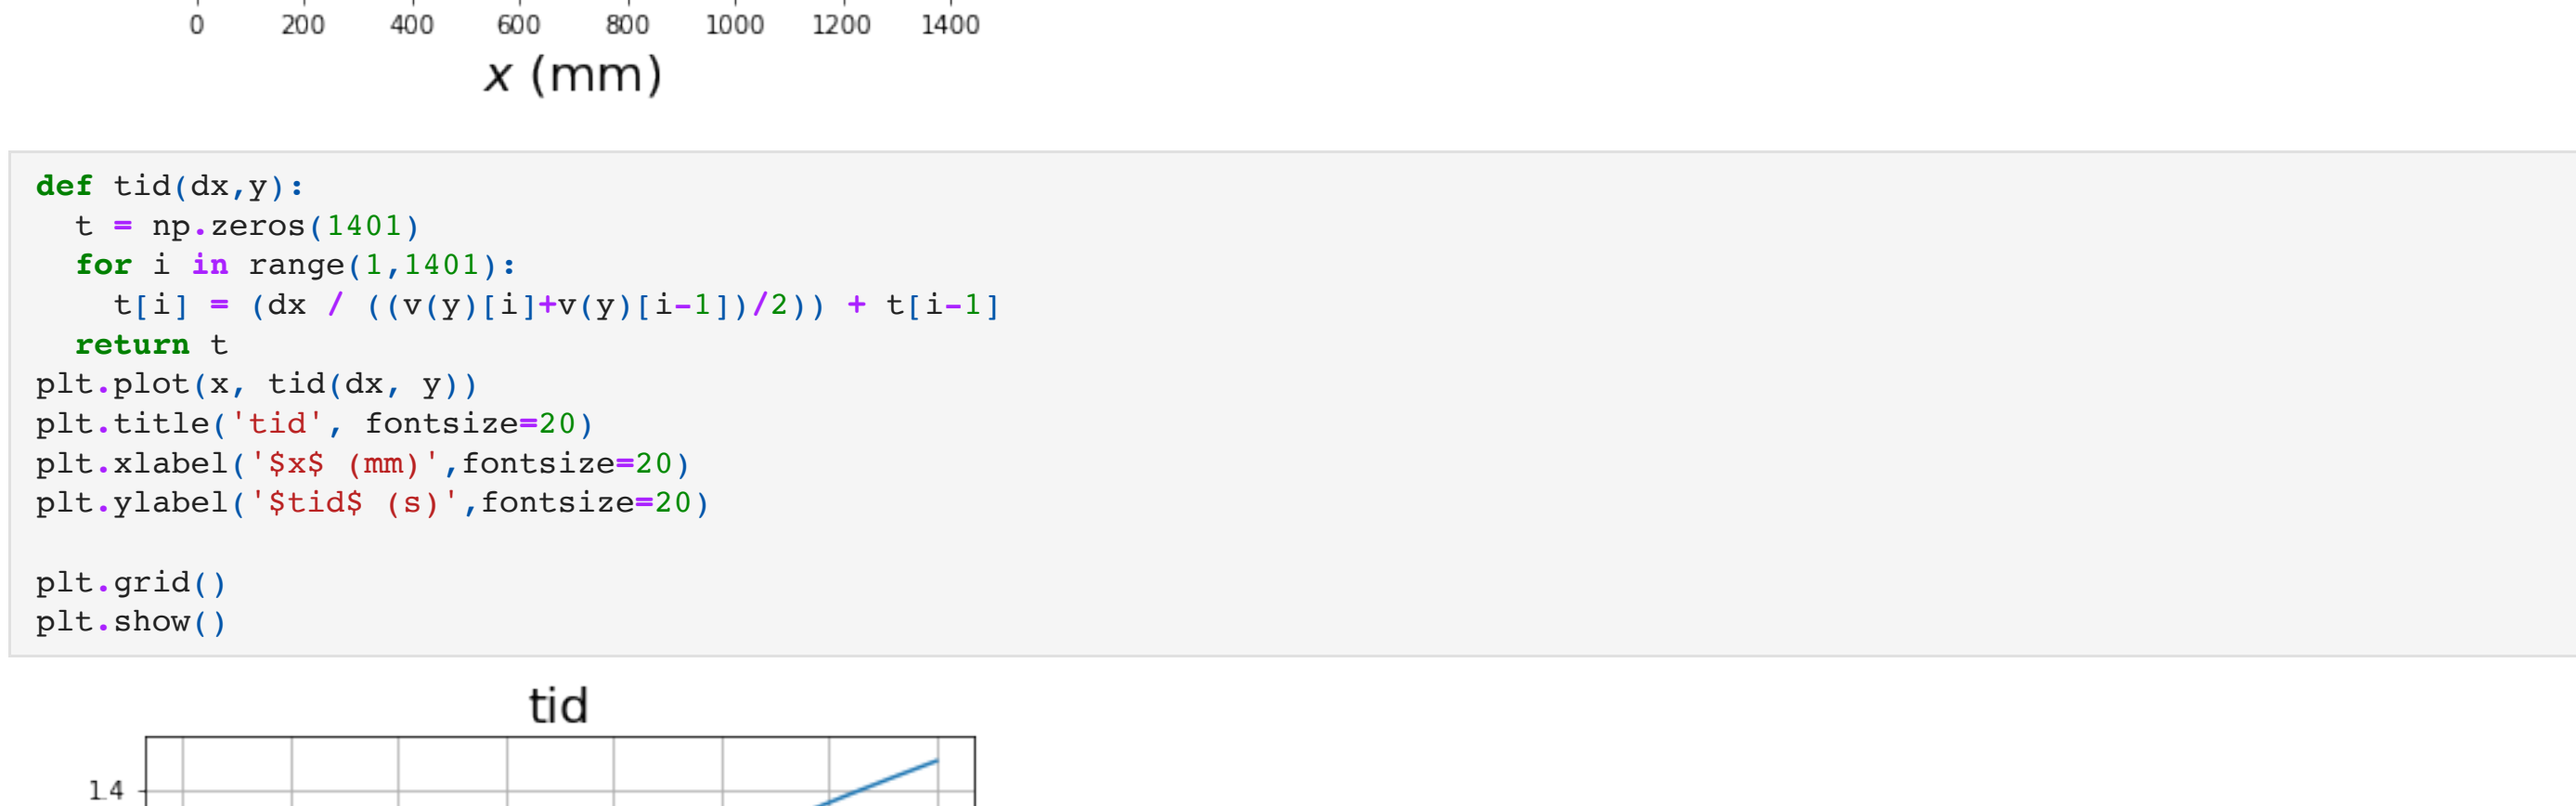 0 200 400 600 800 1000 1200 1400
x (mm)
def tid(dx,y):
  t = np.zeros(1401)
  for i in range(1,1401):
    t[i] = (dx / ((v(y)[i]+v(y)[i-1])/2)) + t[i-1]
  return t
plt.plot(x, tid(dx, y))
plt.title('tid', fontsize=20)
plt.xlabel('$x$ (mm)',fontsize=20)
plt.ylabel('$tid$ (s)',fontsize=20)
plt.grid()
plt.show()
tid
1.4